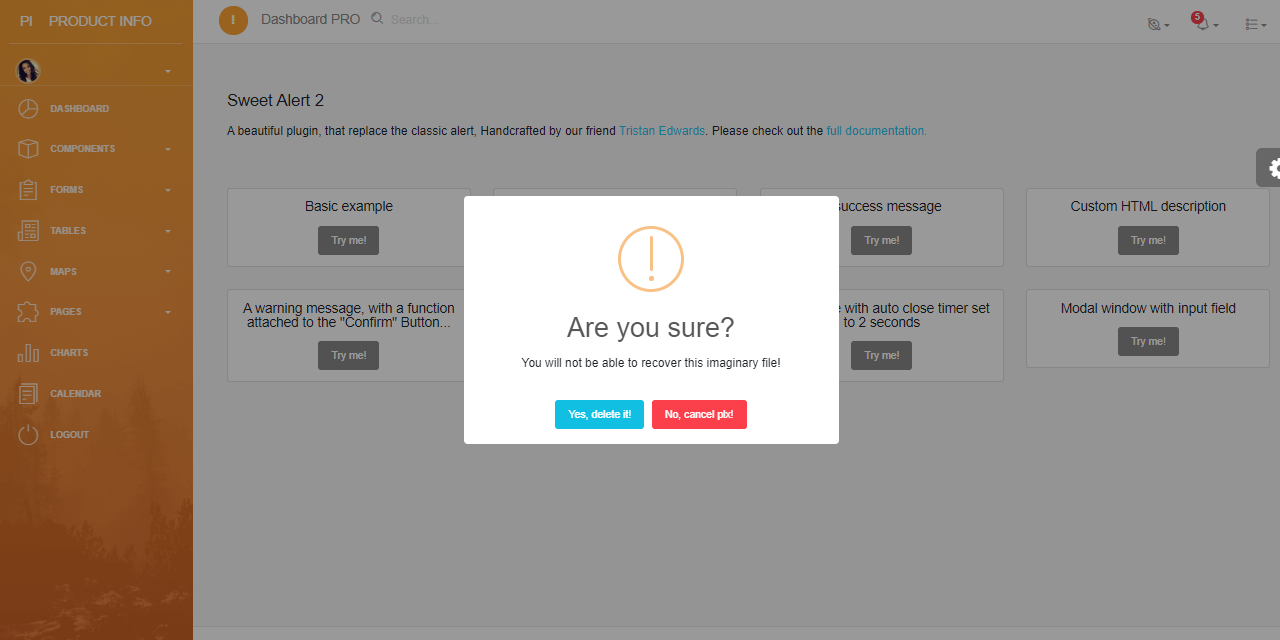 PI PRODUCT INFO
! Dashboard PRO Search...
5
DASHBOARD
COMPONENTS
FORMS
TABLES
MAPS
PAGES
CHARTS
CALENDAR
LOGOUT
Sweet Alert 2
A beautiful plugin, that replace the classic alert, Handcrafted by our friend Tristan Edwards. Please check out the full documentation.
Basic example
Try me!
success message
Try me!
Custom HTML description
Try me!
A warning message, with a function
attached to the "Confirm" Button...
Try me!
with auto close timer set
to 2 seconds
Try me!
Modal window with input field
Try me!
Are you sure?
You will not be able to recover this imaginary file!
Yes, delete it! No, cancel plx!